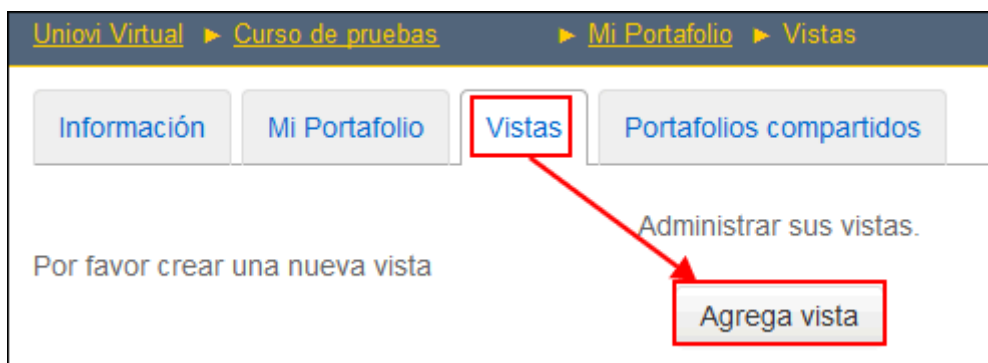 Uniovi Virtual ► Curso de pruebas ► Mi Portafolio ► Vistas
Información Mi Portafolio Vistas Portafolios compartidos
Administrar sus vistas.
Por favor crear una nueva vista
Agrega vista